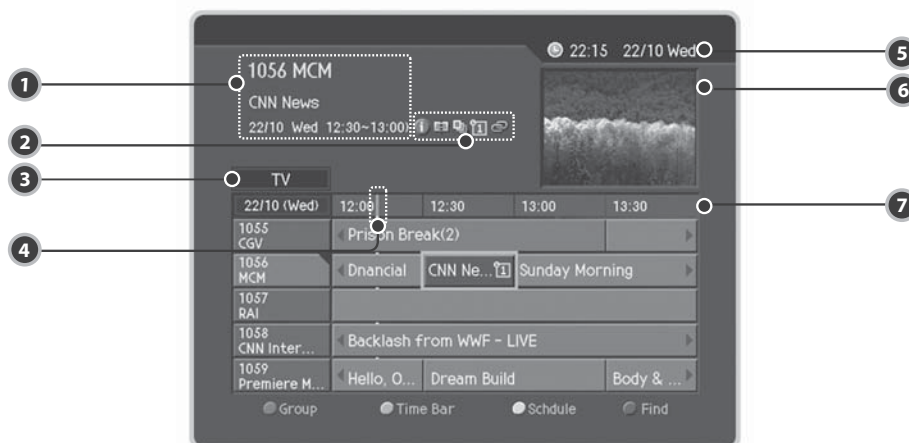 22:15 22/10 Wed
5
1056 MCM
6
1
CNN News
22/10 Wed 12:30~13:00
2
3
TV
22/10 (Wed) 12:00 12:30 13:00 13:30
7
1055
CGV
Prison Break(2)
4
1056
MCM
Dnancial CNN Ne... 1 Sunday Morning
1057
RAI
1058
CNN Inter...
Backlash from WWF - LIVE
1059
Premiere M...
Hello, O... Dream Build Body & ...
Group Time Bar Schdule Find